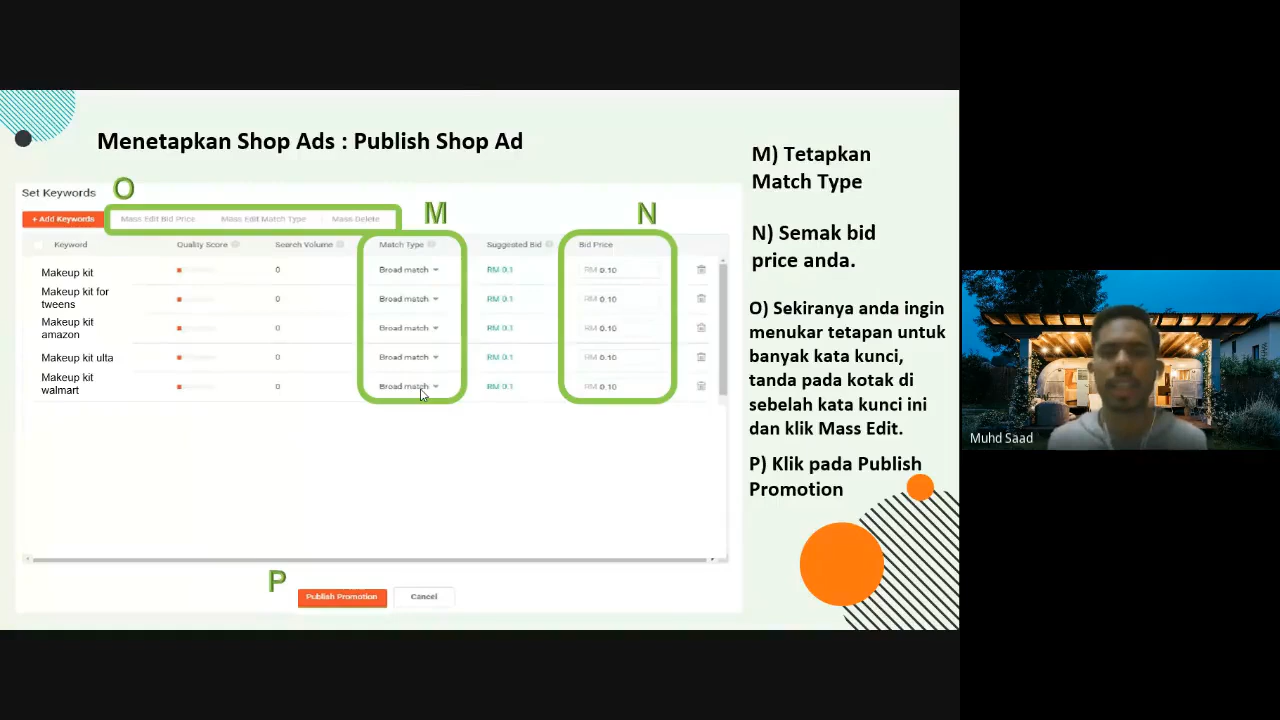 Menetapkan Shop Ads : Publish Shop Ad
Set Keywords
O
+ Add Keywords Mass Edit Bid Price Mass Edit Match Type Mass Delete
M
N
Keyword Quality Score Search Volume Match Type Suggested Bid Bid Price
Makeup kit 0 Broad match RM 0.1 RM 0.10
Makeup kit for
tweens 0 Broad match RM 0.1 RM 0.10
Makeup kit
amazon 0 Broad match RM 0.1 RM 0.10
Makeup kit ulta 0 Broad match RM 0.1 RM 0.10
Makeup kit
walmart 0 Broad match RM 0.1 RM 0.10
P
Publish Promotion Cancel
M) Tetapkan
Match Type
N) Semak bid
price anda.
O) Sekiranya anda ingin
menukar tetapan untuk
banyak kata kunci,
tanda pada kotak di
sebelah kata kunci ini
dan klik Mass Edit.
P) Klik pada Publish
Promotion
Muhd Saad